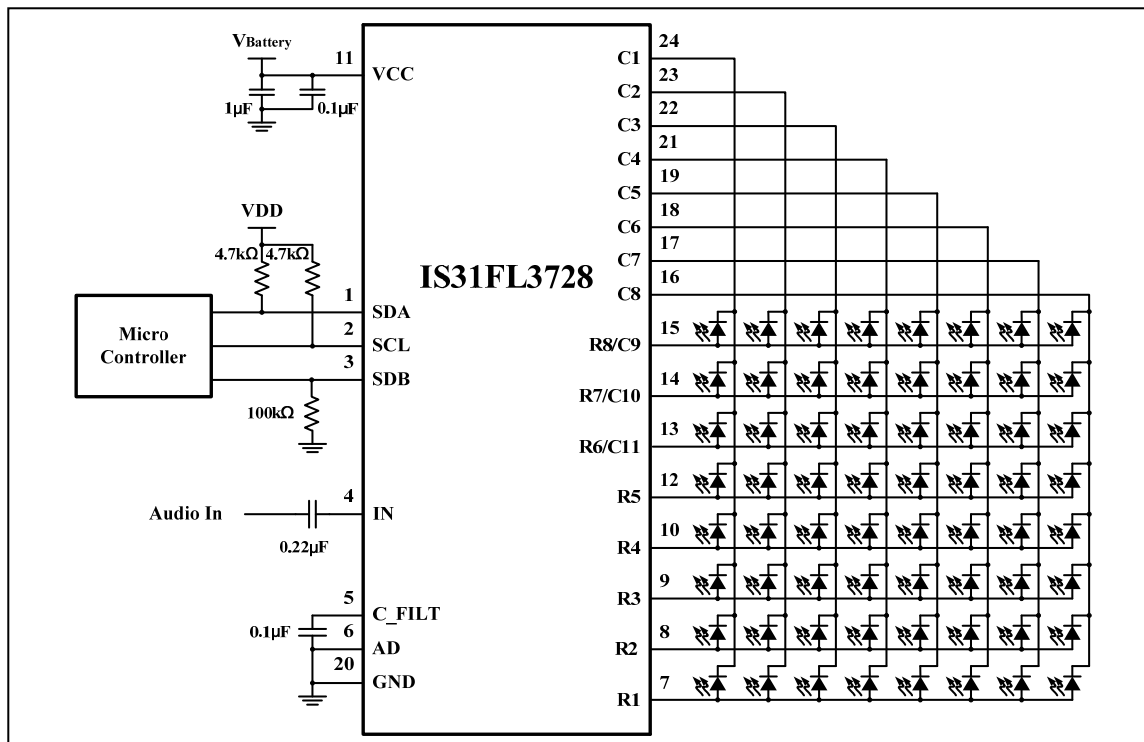 VBattery
11
VCC
1μF
0.1μF
VDD
4.7kΩ
4.7kΩ
Micro
Controller
1
SDA
2
SCL
3
SDB
100kΩ
Audio In
4
IN
0.22μF
5
C_FILT
0.1μF
6
AD
20
GND
IS31FL3728
24
C1
23
C2
22
C3
21
C4
19
C5
18
C6
17
C7
16
C8
15
R8/C9
14
R7/C10
13
R6/C11
12
R5
10
R4
9
R3
8
R2
7
R1